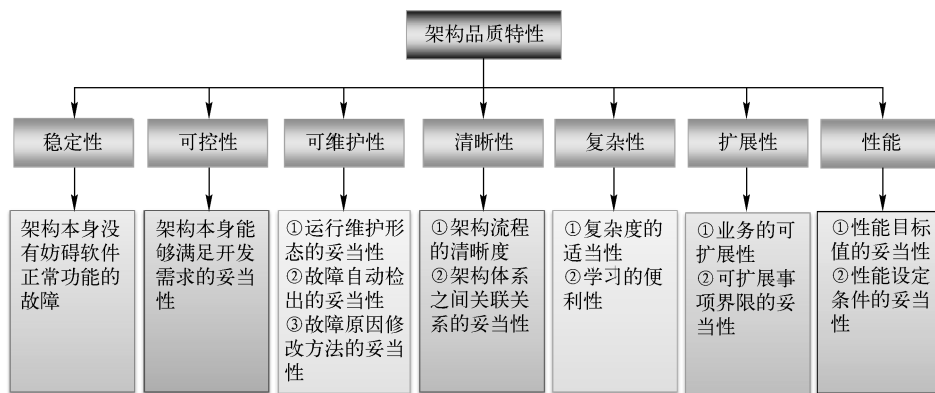 架构品质特性
稳定性
可控性
可维护性
清晰性
复杂性
扩展性
性能
架构本身没
有妨碍软件
正常功能的
故障
架构本身能
够满足开发
需求的妥当
性
①运行维护形
态的妥当性
②故障自动检
出的妥当性
③故障原因修
改方法的妥当
性
①架构流程
的清晰度
②架构体系
之间关联关
系的妥当性
①复杂度的
适当性
②学习的便
利性
①业务的可
扩展性
②可扩展事
项界限的妥
当性
①性能目标
值的妥当性
②性能设定
条件的妥当
性